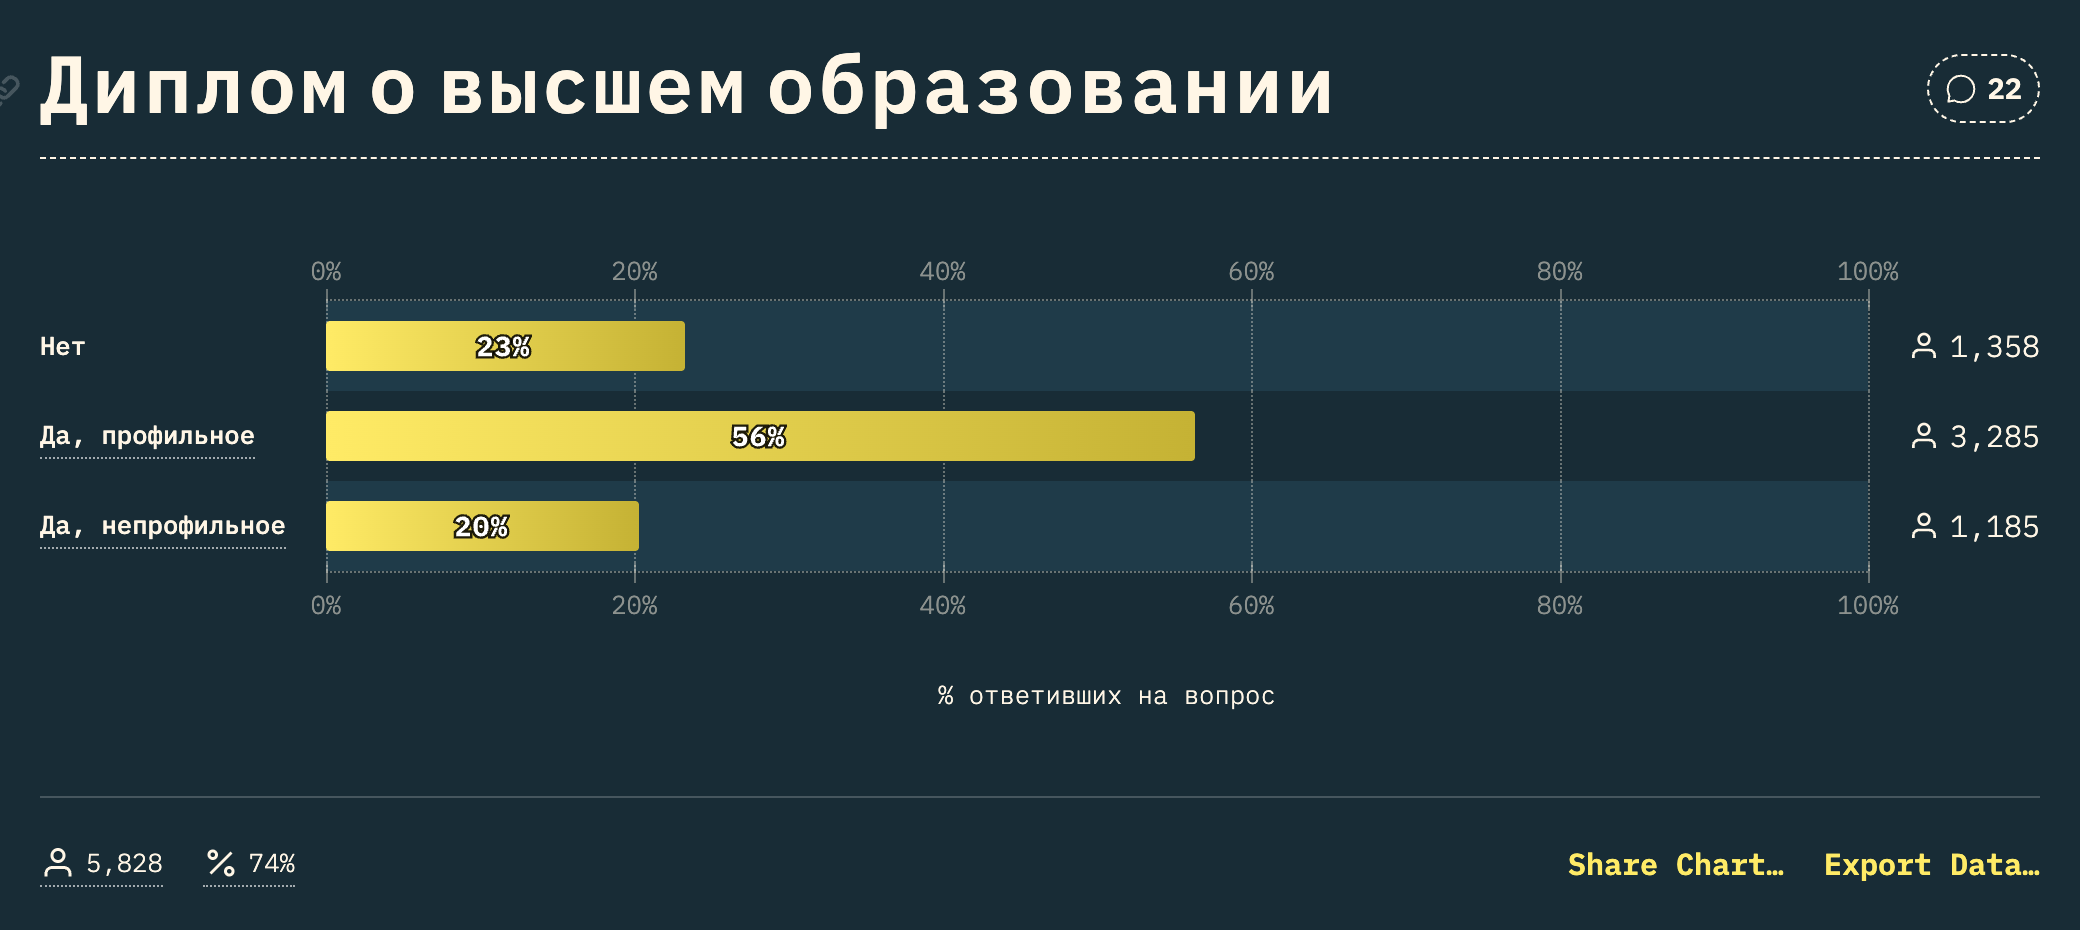 Диплом о высшем образовании
22
0% 20% 40% 60% 80% 100%
Нет 23% 1,358
Да, профильное 56% 3,285
Да, непрофильное 20% 1,185
0% 20% 40% 60% 80% 100%
% ответивших на вопрос
5,828 74% Share Chart… Export Data…